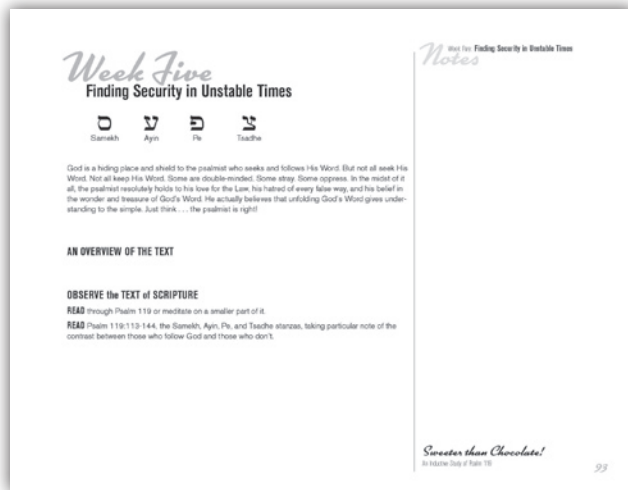 Week Five
Finding Security in Unstable Times
ס ע פ צ
Samekh Ayin Pe Tsadhe
God is a hiding place and shield to the psalmist who seeks and follows His Word. But not all seek His
Word. Not all keep His Word. Some are double-minded. Some stray. Some oppress. In the midst of it
all, the psalmist resolutely holds to his love for the Law, his hatred of every false way, and his belief in
the wonder and treasure of God's Word. He actually believes that unfolding God's Word gives under-
standing to the simple. Just think . . . the psalmist is right!
AN OVERVIEW OF THE TEXT
OBSERVE the TEXT of SCRIPTURE
READ through Psalm 119 or meditate on a smaller part of it.
READ Psalm 119:113-144, the Samekh, Ayin, Pe, and Tsadhe stanzas, taking particular note of the
contrast between those who follow God and those who don't.
Week Five: Finding Security in Unstable Times
Notes
Sweeter than Chocolate!
An Inductive Study of Psalm 119
93